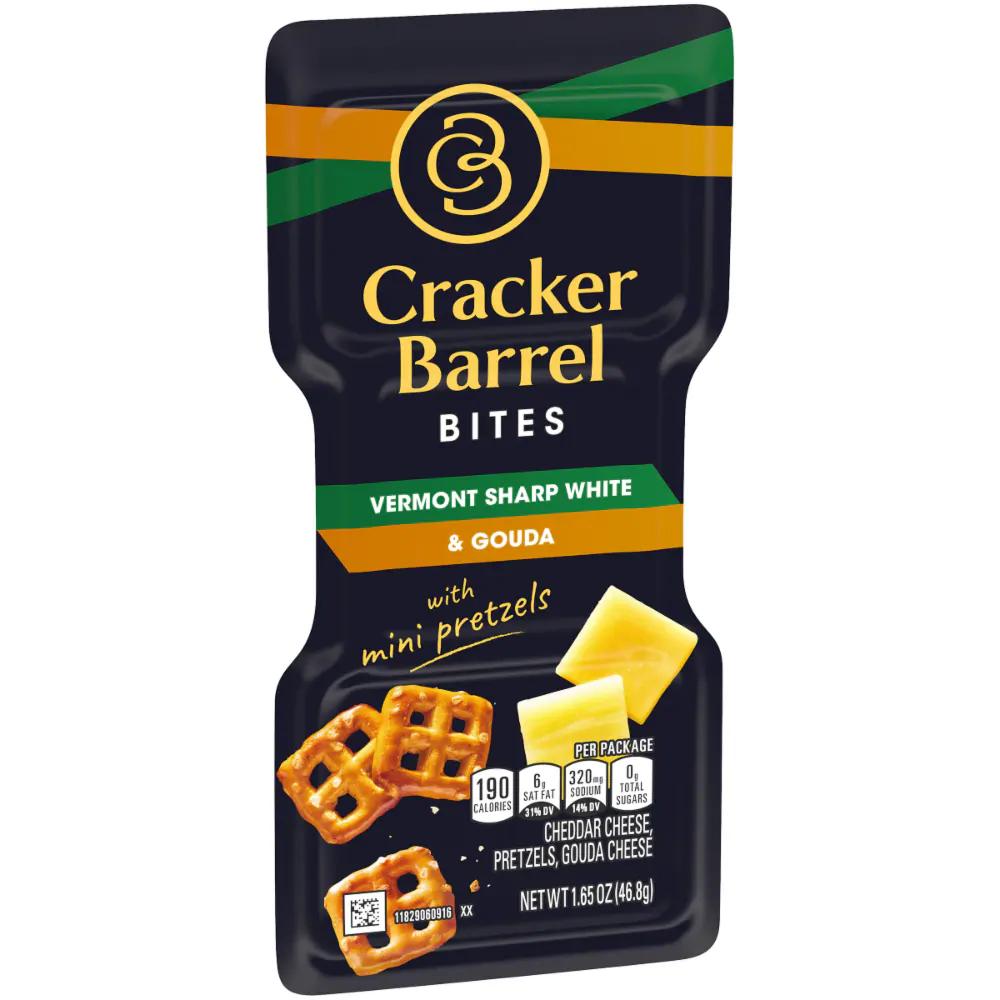 CB
Cracker
Barrel
BITES
VERMONT SHARP WHITE
& GOUDA
with
mini pretzels
PER PACKAGE
190 CALORIES
6g SAT FAT 31% DV
320mg SODIUM 14% DV
0g TOTAL SUGARS
CHEDDAR CHEESE,
PRETZELS, GOUDA CHEESE
NET WT 1.65 OZ (46.8g)
11829060916 XX